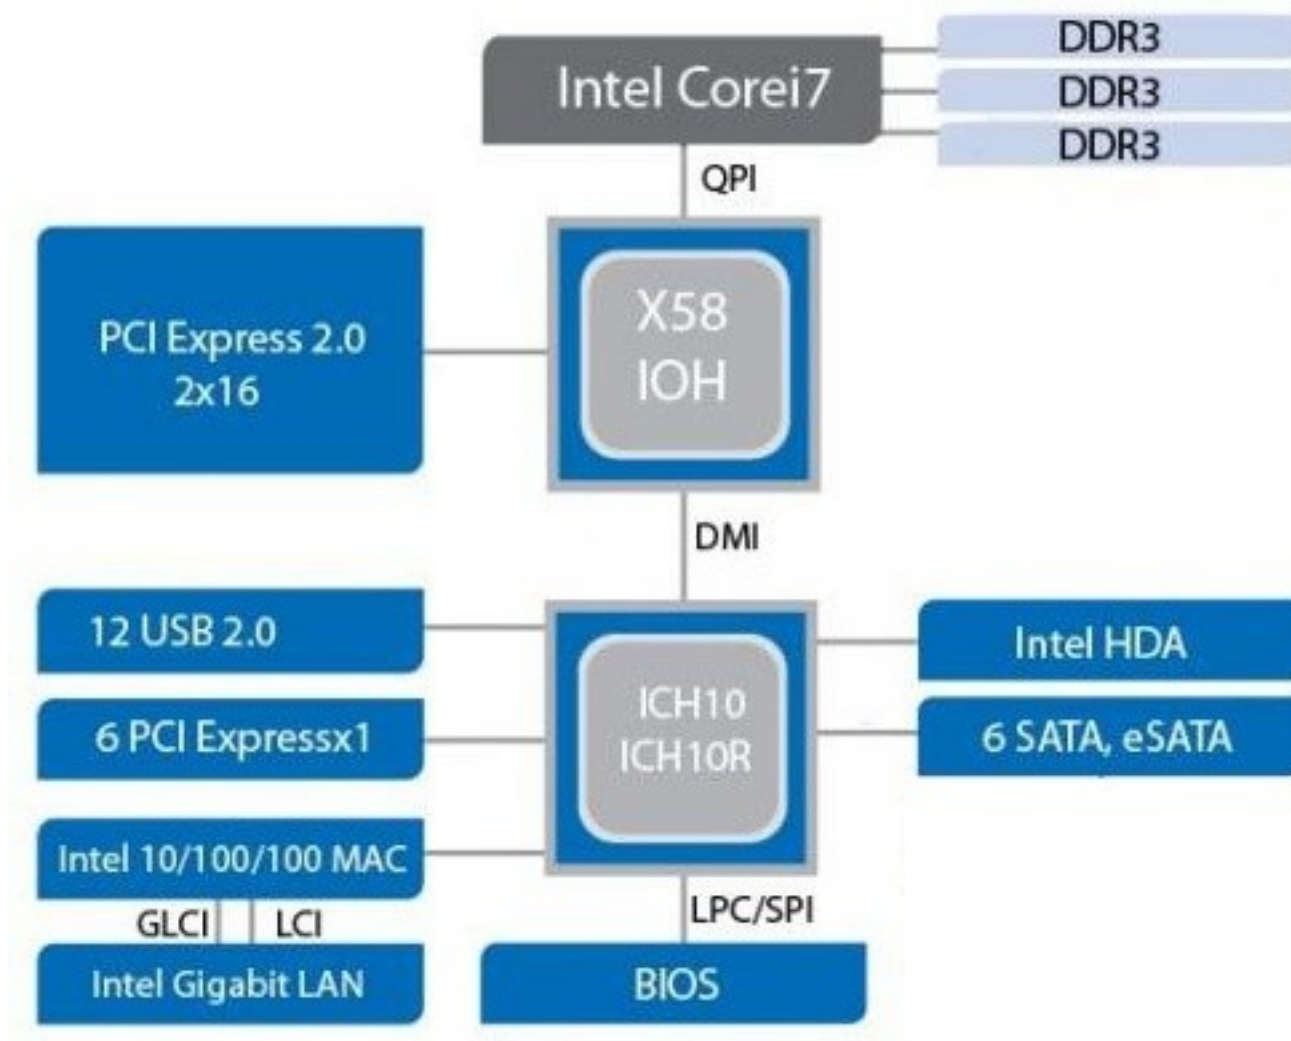 Intel Corei7
DDR3
DDR3
DDR3
QPI
PCI Express 2.0
2x16
X58
IOH
DMI
12 USB 2.0
6 PCI Expressx1
Intel 10/100/100 MAC
GLCI
LCI
Intel Gigabit LAN
ICH10
ICH10R
Intel HDA
6 SATA, eSATA
LPC/SPI
BIOS